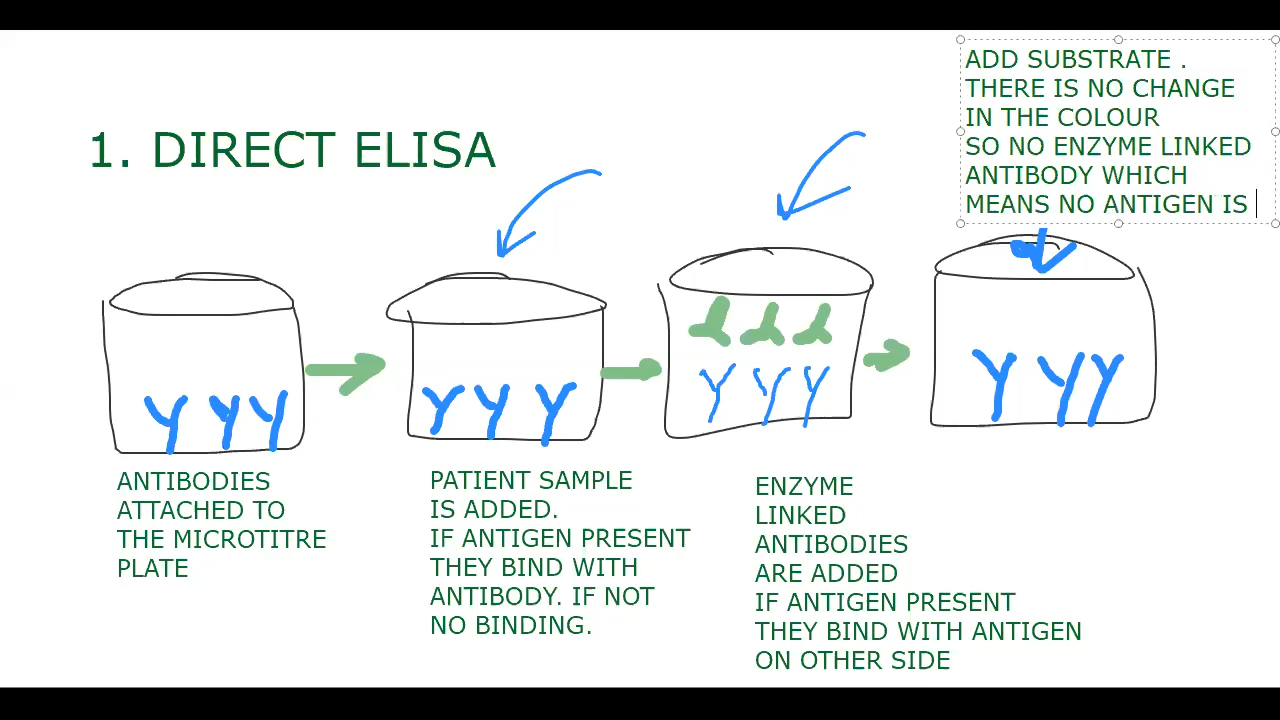 1. DIRECT ELISA
ADD SUBSTRATE .
THERE IS NO CHANGE
IN THE COLOUR
SO NO ENZYME LINKED
ANTIBODY WHICH
MEANS NO ANTIGEN IS
ANTIBODIES
ATTACHED TO
THE MICROTITRE
PLATE
PATIENT SAMPLE
IS ADDED.
IF ANTIGEN PRESENT
THEY BIND WITH
ANTIBODY. IF NOT
NO BINDING.
ENZYME
LINKED
ANTIBODIES
ARE ADDED
IF ANTIGEN PRESENT
THEY BIND WITH ANTIGEN
ON OTHER SIDE